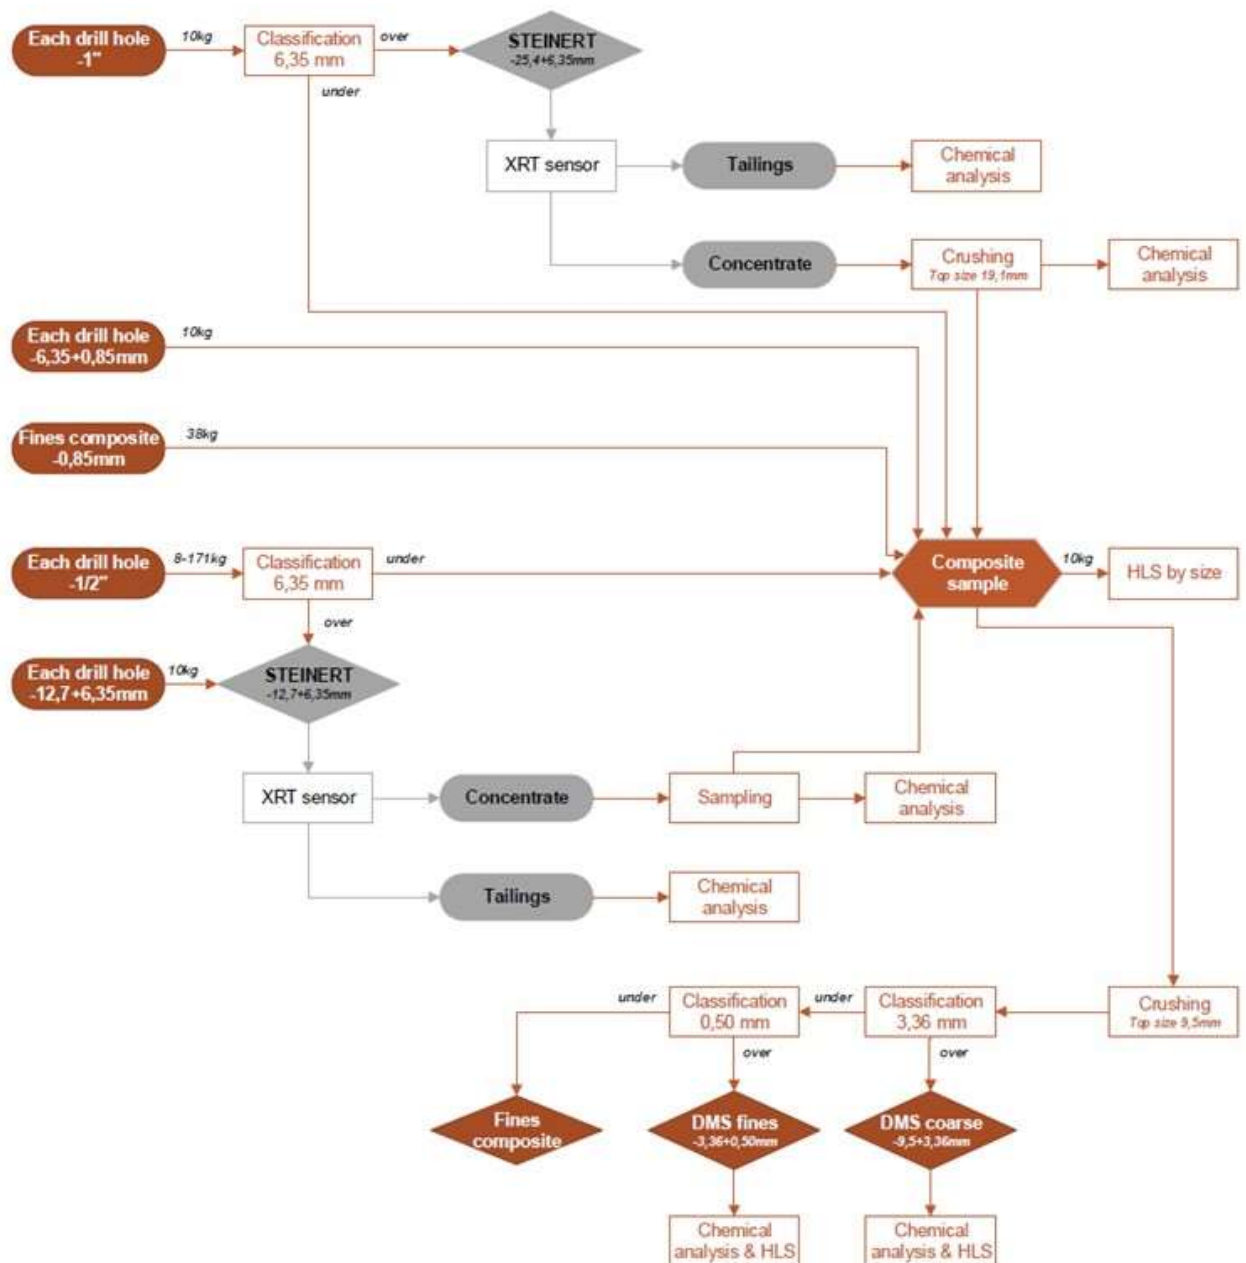 Each drill hole
-1"
10kg
Classification
6,35 mm
over
under
STEINERT
-25,4+6,35mm
XRT sensor
Tailings
Chemical
analysis
Concentrate
Crushing
Top size 19,1mm
Chemical
analysis
Each drill hole
-6,35+0,85mm
10kg
Fines composite
-0,85mm
38kg
Each drill hole
-1/2"
8-171kg
Classification
6,35 mm
under
over
Composite
sample
10kg
HLS by size
Each drill hole
-12,7+6,35mm
10kg
STEINERT
-12,7+6,35mm
XRT sensor
Concentrate
Sampling
Chemical
analysis
Tailings
Chemical
analysis
under
Classification
0,50 mm
under
Classification
3,36 mm
Crushing
Top size 9,5mm
over
over
Fines
composite
DMS fines
-3,36+0,50mm
DMS coarse
-9,5+3,36mm
Chemical
analysis & HLS
Chemical
analysis & HLS